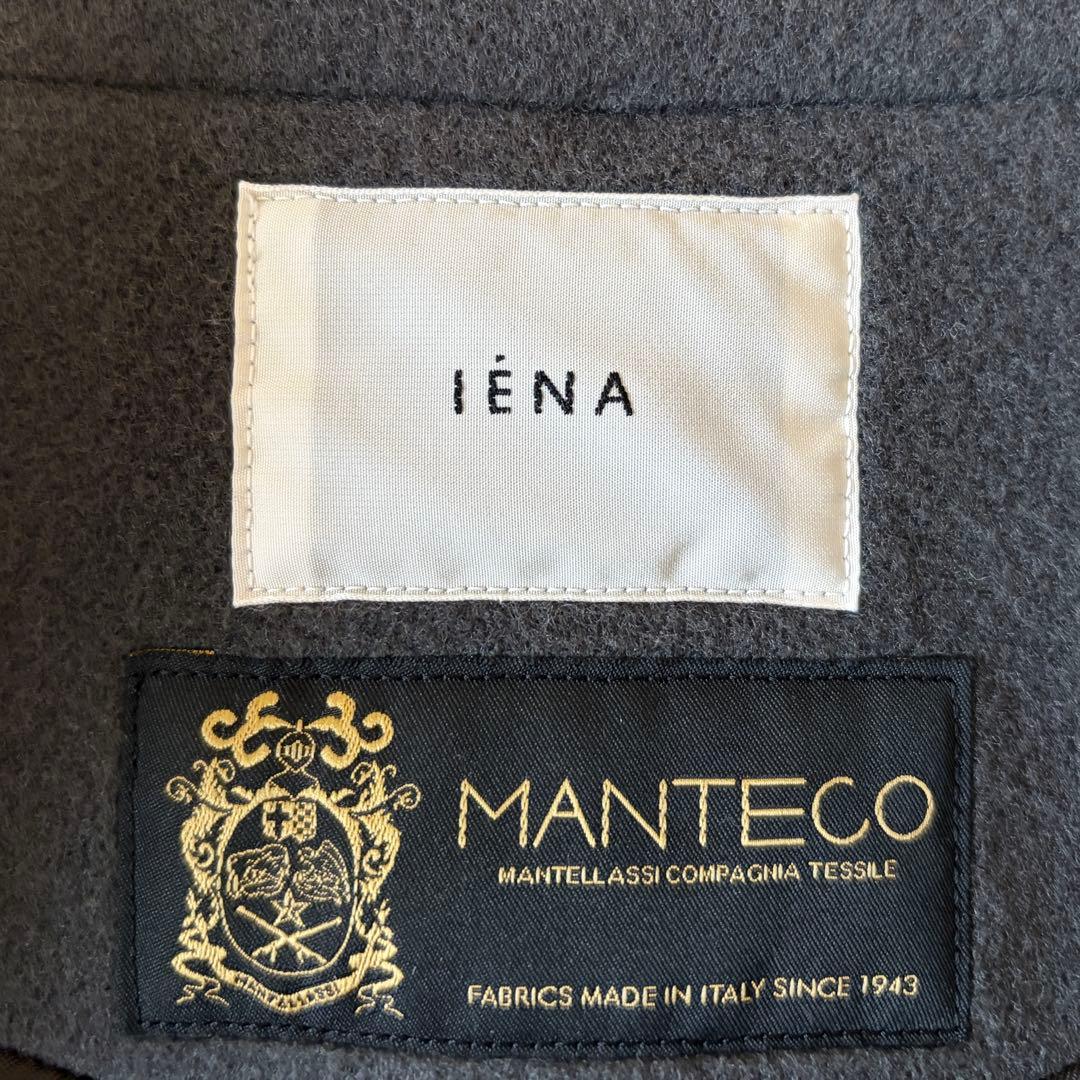 IÉNA
MANTECO
MANTELLASSI COMPAGNIA TESSILE
FABRICS MADE IN ITALY SINCE 1943